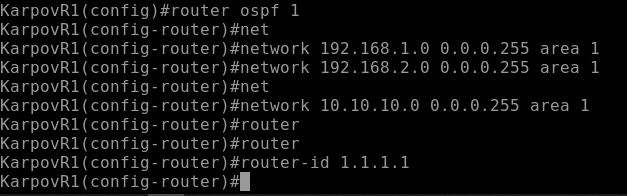 KarpovR1(config)#router ospf 1
KarpovR1(config-router)#net
KarpovR1(config-router)#network 192.168.1.0 0.0.0.255 area 1
KarpovR1(config-router)#network 192.168.2.0 0.0.0.255 area 1
KarpovR1(config-router)#net
KarpovR1(config-router)#network 10.10.10.0 0.0.0.255 area 1
KarpovR1(config-router)#router
KarpovR1(config-router)#router
KarpovR1(config-router)#router-id 1.1.1.1
KarpovR1(config-router)#